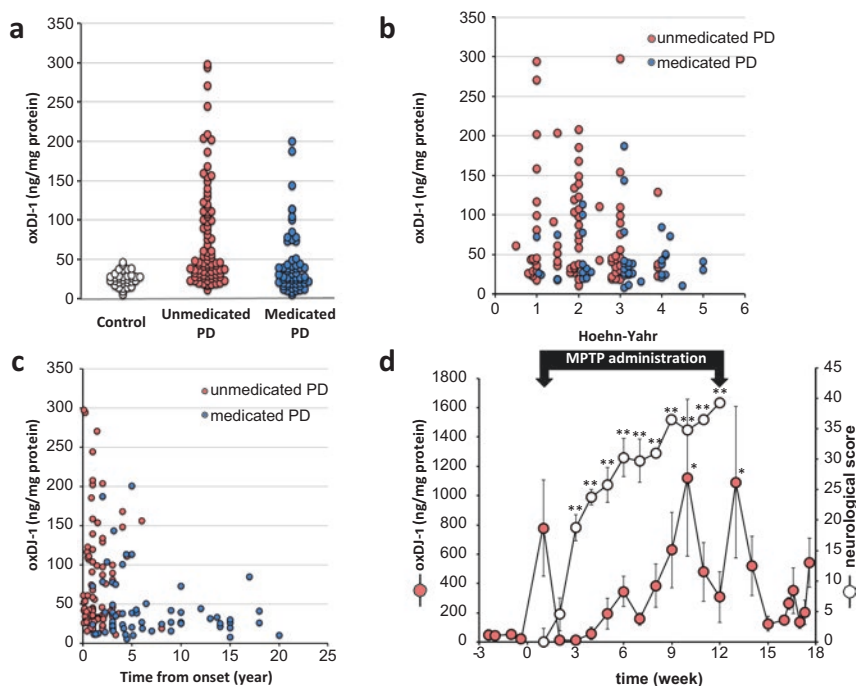 a
350
300
250
200
150
100
50
0
oxDJ-1 (ng/mg protein)
Control
Unmedicated PD
Medicated PD
b
350
300
250
200
150
100
50
0
oxDJ-1 (ng/mg protein)
unmedicated PD
medicated PD
0 1 2 3 4 5 6
Hoehn-Yahr
c
350
300
250
200
150
100
50
0
oxDJ-1 (ng/mg protein)
unmedicated PD
medicated PD
0 5 10 15 20 25
Time from onset (year)
d
MPTP administration
1800
1600
1400
1200
1000
800
600
400
200
0
oxDJ-1 (ng/mg protein)
** ** ** ** ** ** ** ** ** **
* *
45
40
35
30
25
20
15
10
5
0
neurological score
-3 0 3 6 9 12 15 18
time (week)